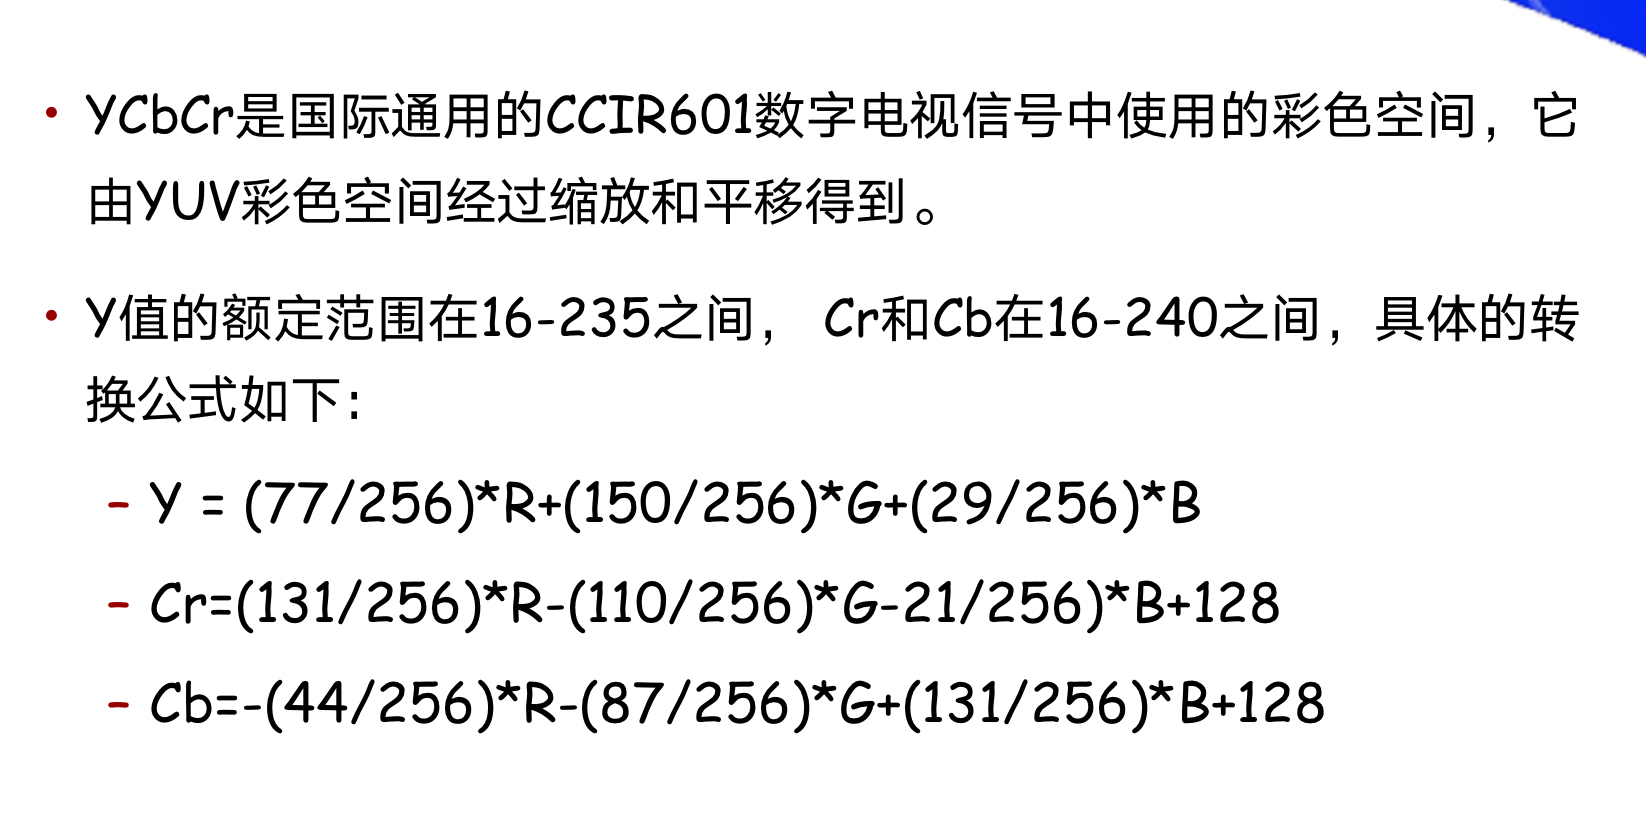 • YCbCr是国际通用的CCIR601数字电视信号中使用的彩色空间，它
由YUV彩色空间经过缩放和平移得到。
• Y值的额定范围在16-235之间， Cr和Cb在16-240之间，具体的转
换公式如下：
– Y = (77/256)*R+(150/256)*G+(29/256)*B
– Cr=(131/256)*R-(110/256)*G-21/256)*B+128
– Cb=-(44/256)*R-(87/256)*G+(131/256)*B+128